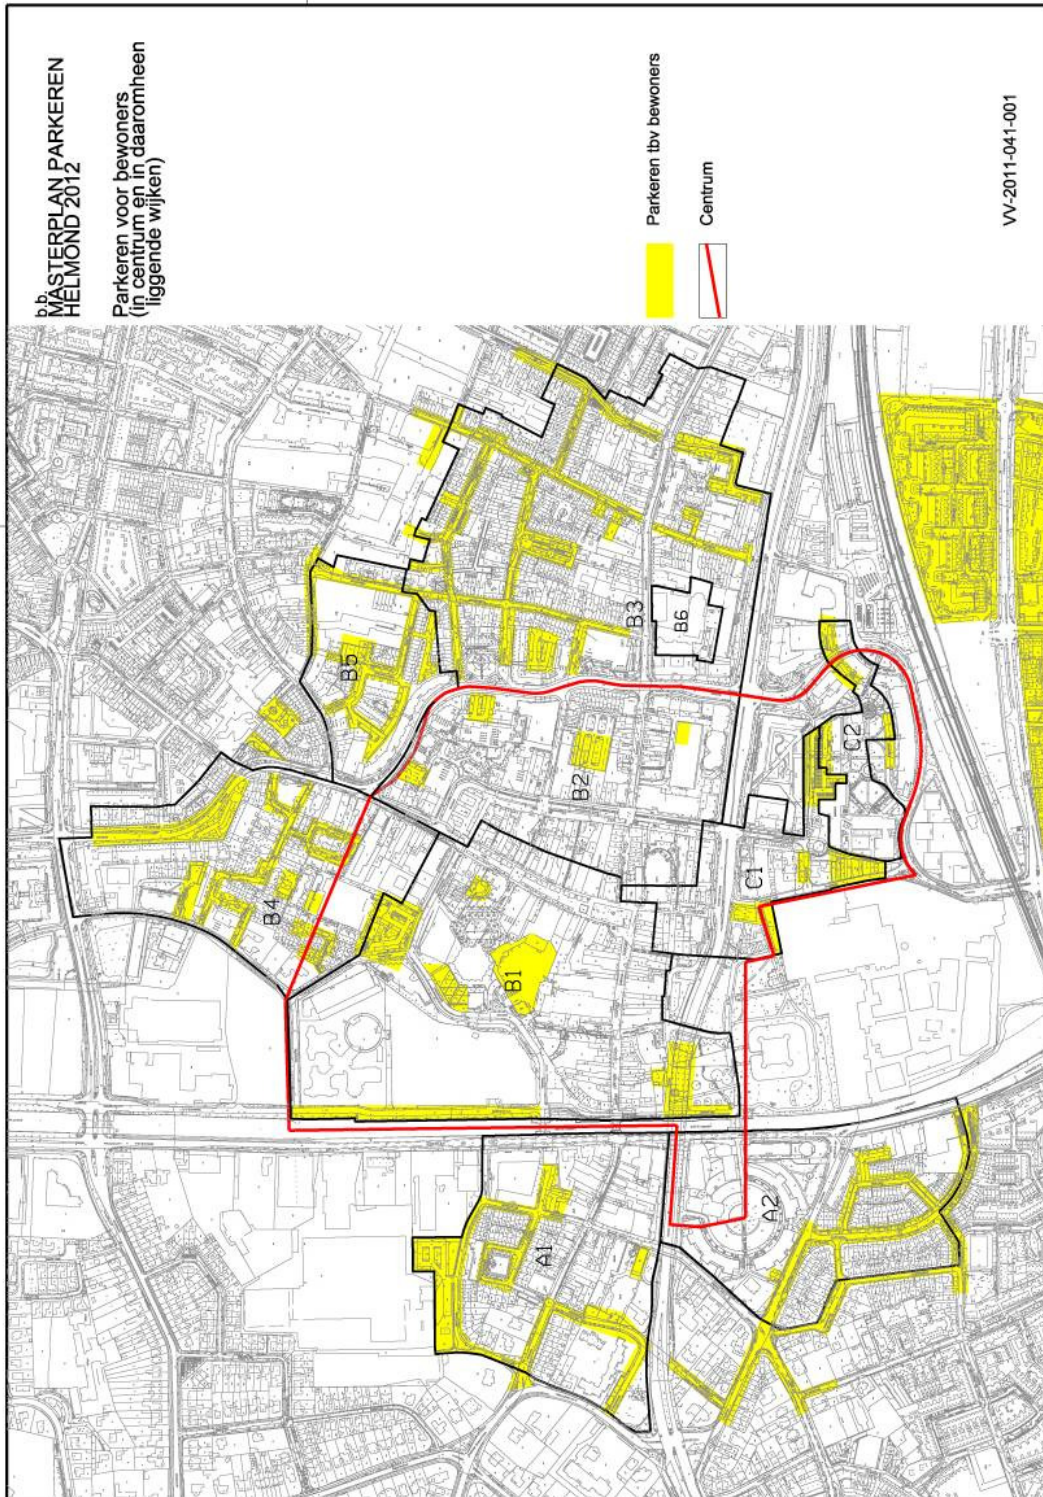 b.b.
MASTERPLAN PARKEREN
HELMOND 2012
Parkeren voor bewoners
(in centrum en in daaromheen
liggende wijken)
Parkeren tbv bewoners
Centrum
VV-2011-041-001
B5
B4
B3
B6
B2
B1
C2
C1
A1
A2